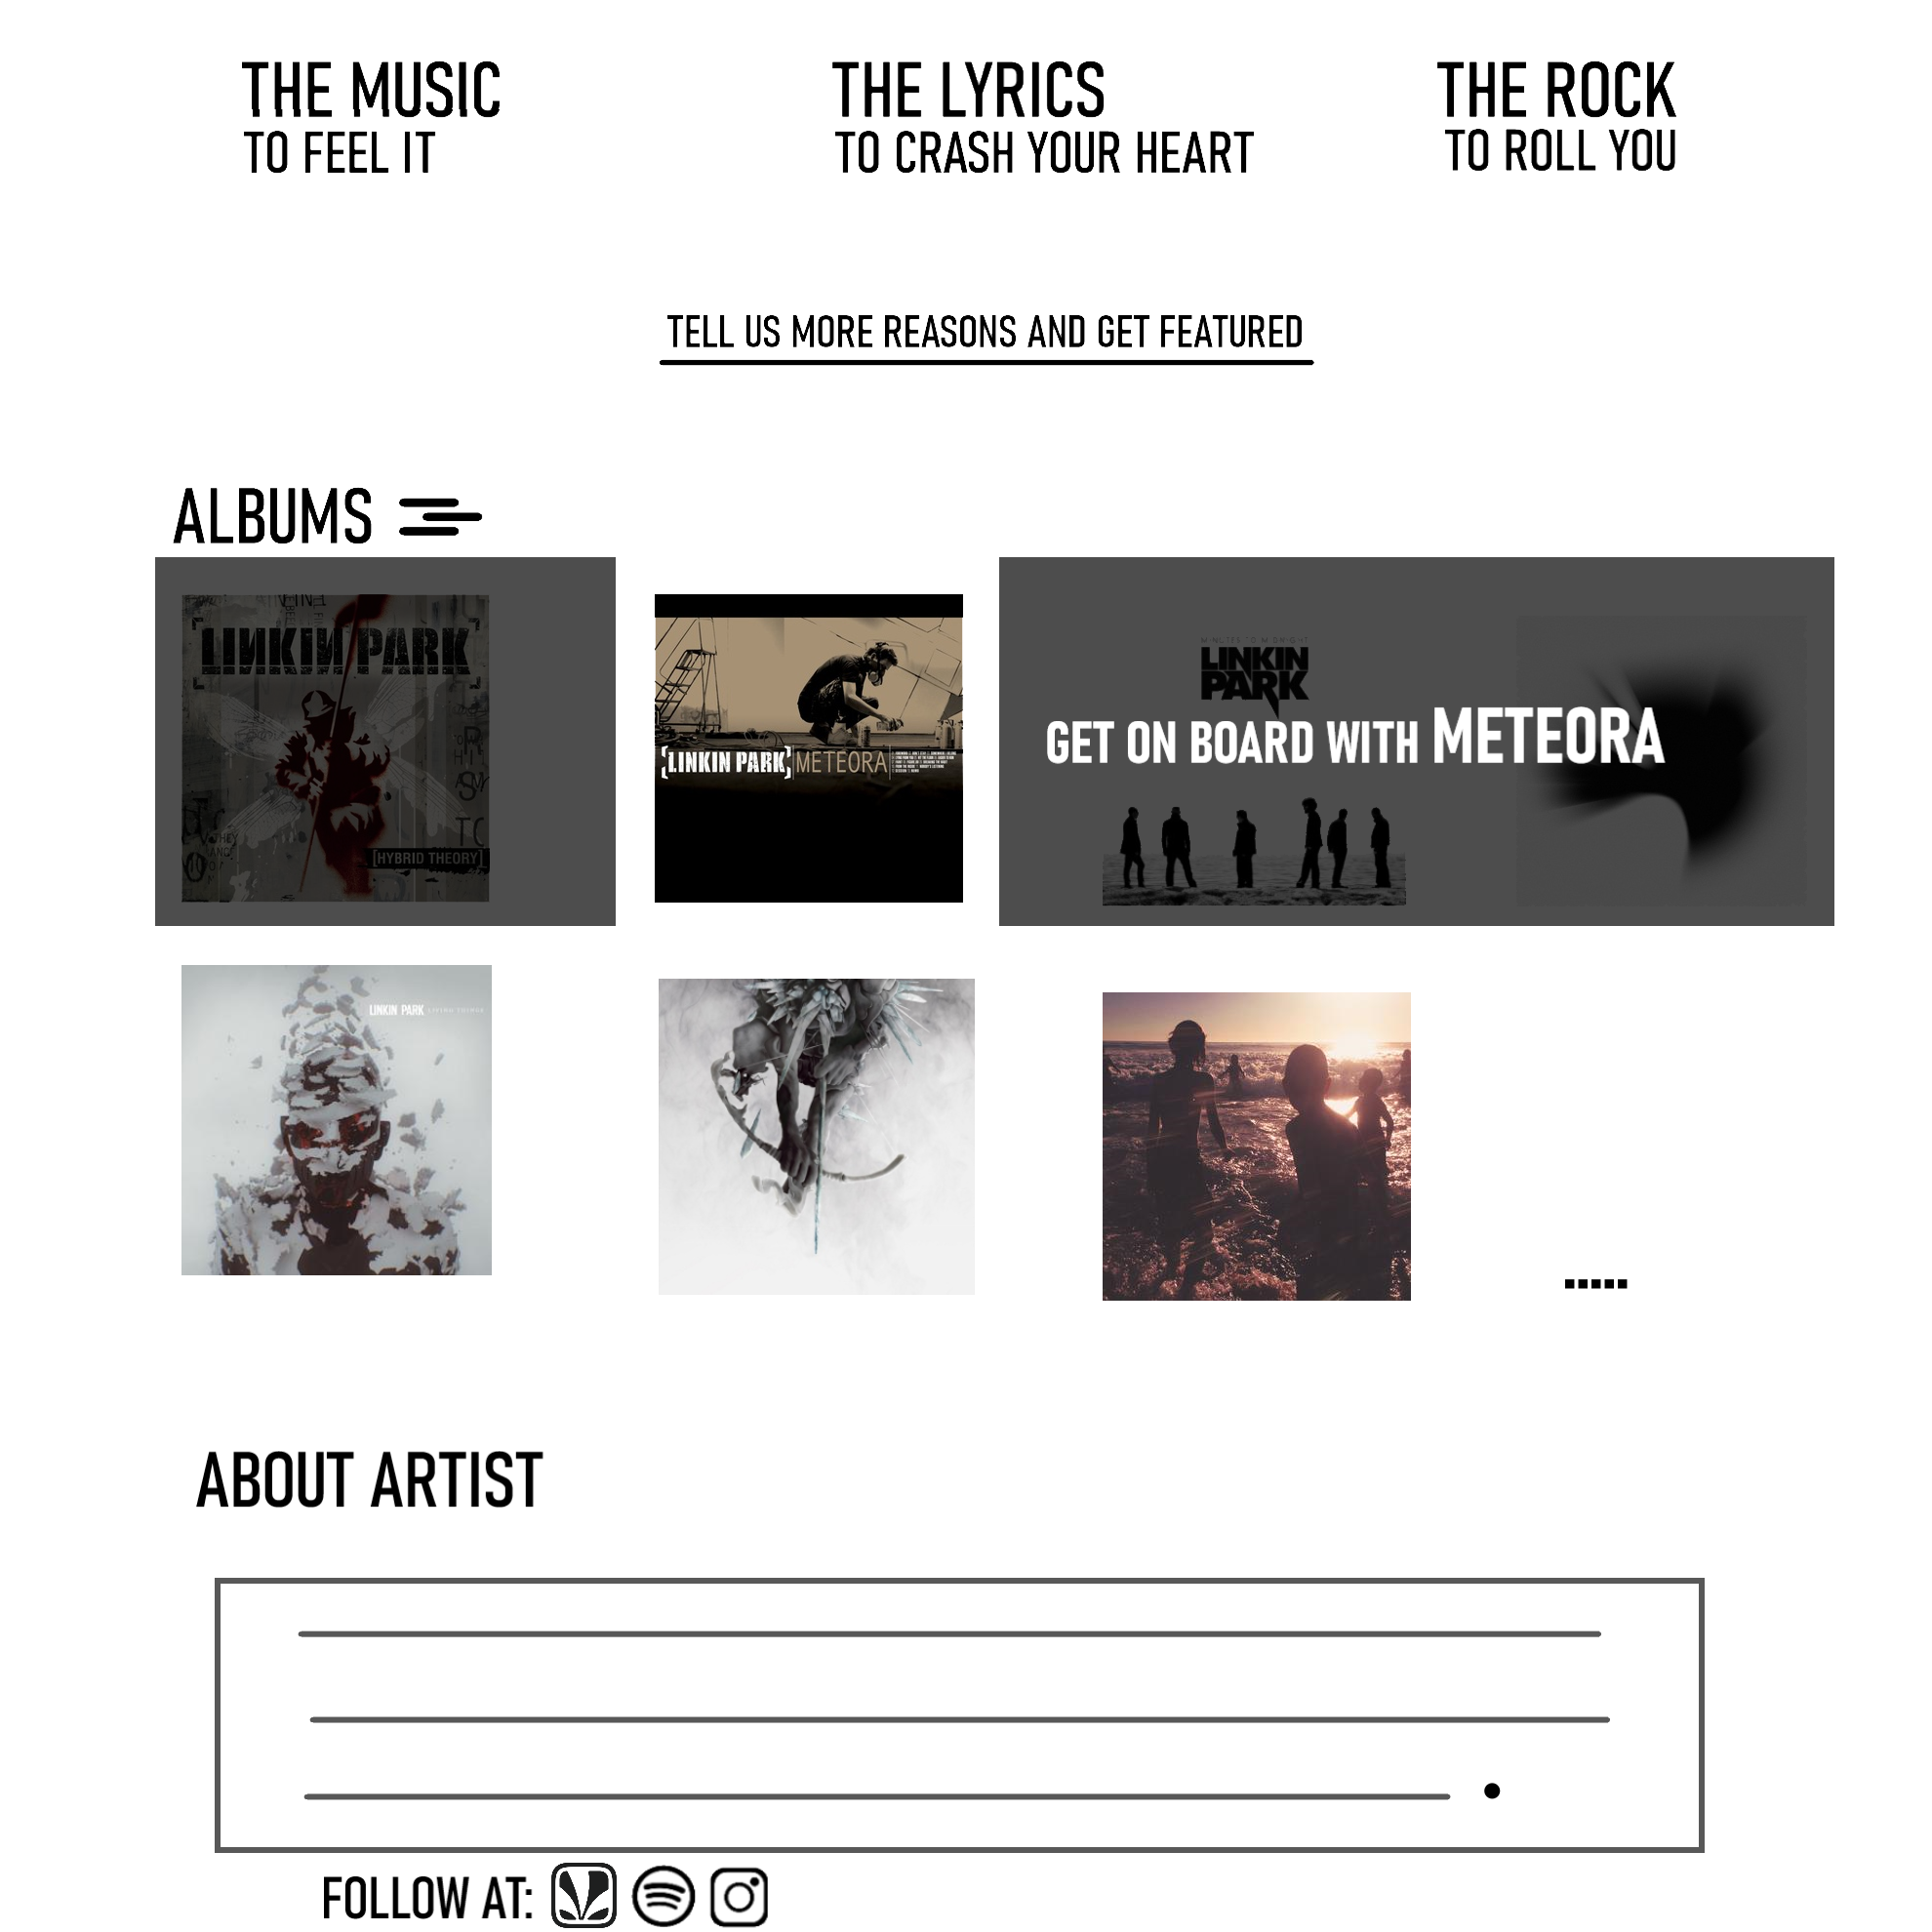 THE MUSIC
TO FEEL IT
THE LYRICS
TO CRASH YOUR HEART
THE ROCK
TO ROLL YOU
TELL US MORE REASONS AND GET FEATURED
ALBUMS
LINKIN PARK
[HYBRID THEORY]
[LINKIN PARK] METEORA
MINUTES TO MIDNIGHT
LINKIN
PARK
GET ON BOARD WITH METEORA
LINKIN PARK LIVING THINGS
ABOUT ARTIST
FOLLOW AT: